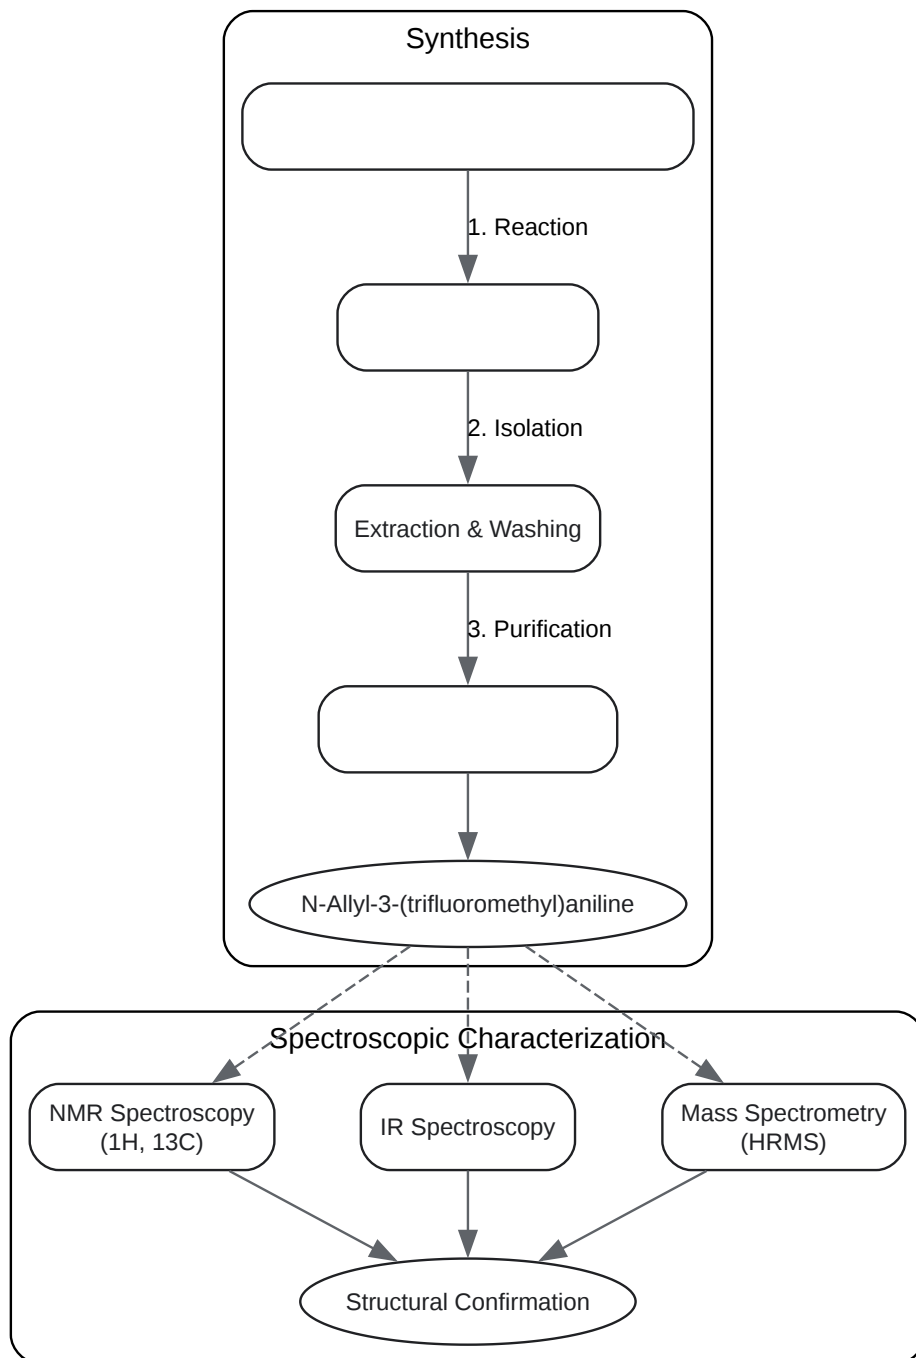 Synthesis
1. Reaction
2. Isolation
Extraction & Washing
3. Purification
N-Allyl-3-(trifluoromethyl)aniline
Spectroscopic Characterization
NMR Spectroscopy
(1H, 13C)
IR Spectroscopy
Mass Spectrometry
(HRMS)
Structural Confirmation